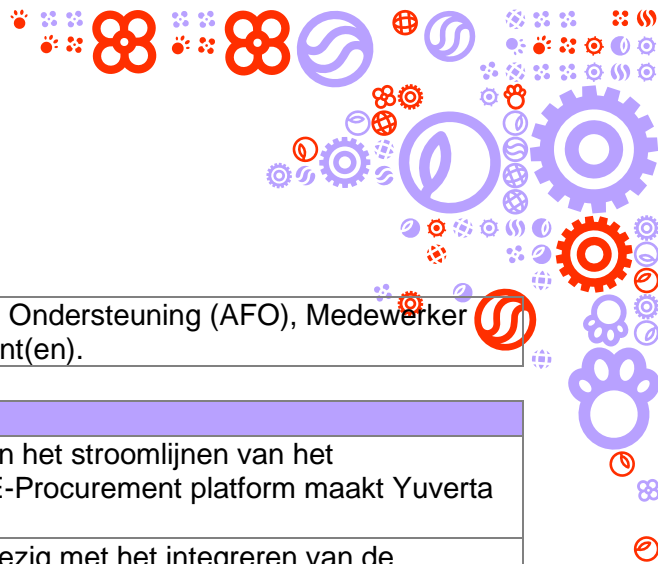 Ondersteuning (AFO), Medewerker
nt(en).
n het stroomlijnen van het
E-Procurement platform maakt Yuverta
ezig met het integreren van de